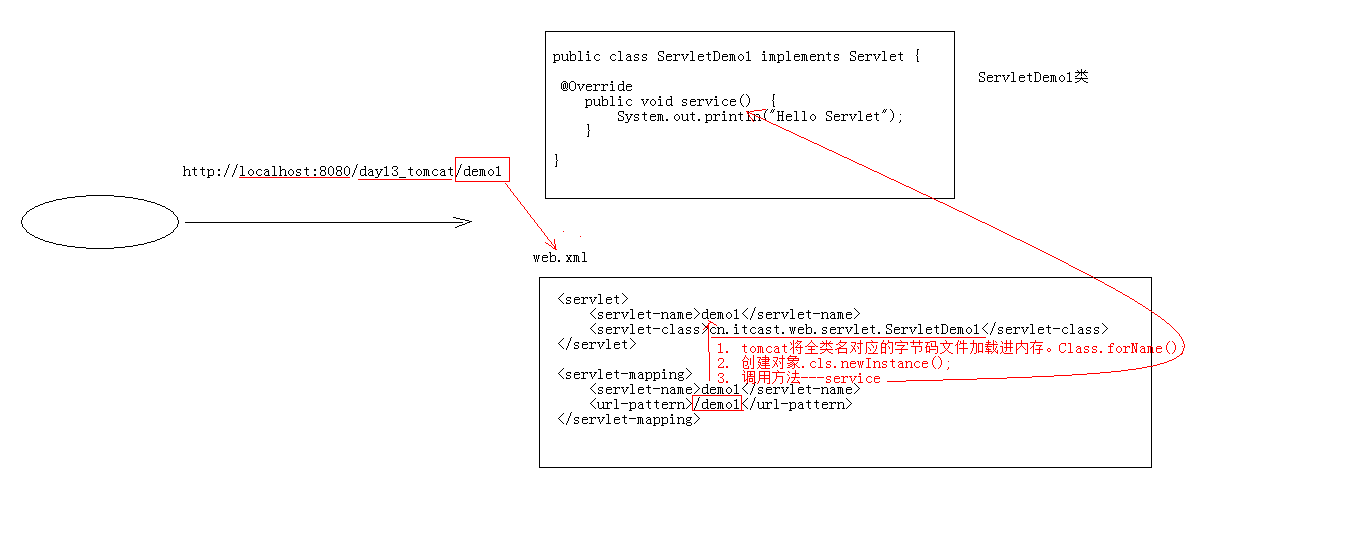 public class ServletDemo1 implements Servlet {
ServletDemo1类
@Override
public void service() {
System.out.println("Hello Servlet");
}
}
http://localhost:8080/day13_tomcat/demo1
web.xml
<servlet>
<servlet-name>demo1</servlet-name>
<servlet-class>cn.itcast.web.servlet.ServletDemo1</servlet-class>
</servlet>
1. tomcat将全类名对应的字节码文件加载进内存。Class.forName()
2. 创建对象.cls.newInstance();
3. 调用方法---service
<servlet-mapping>
<servlet-name>demo1</servlet-name>
<url-pattern>/demo1</url-pattern>
</servlet-mapping>